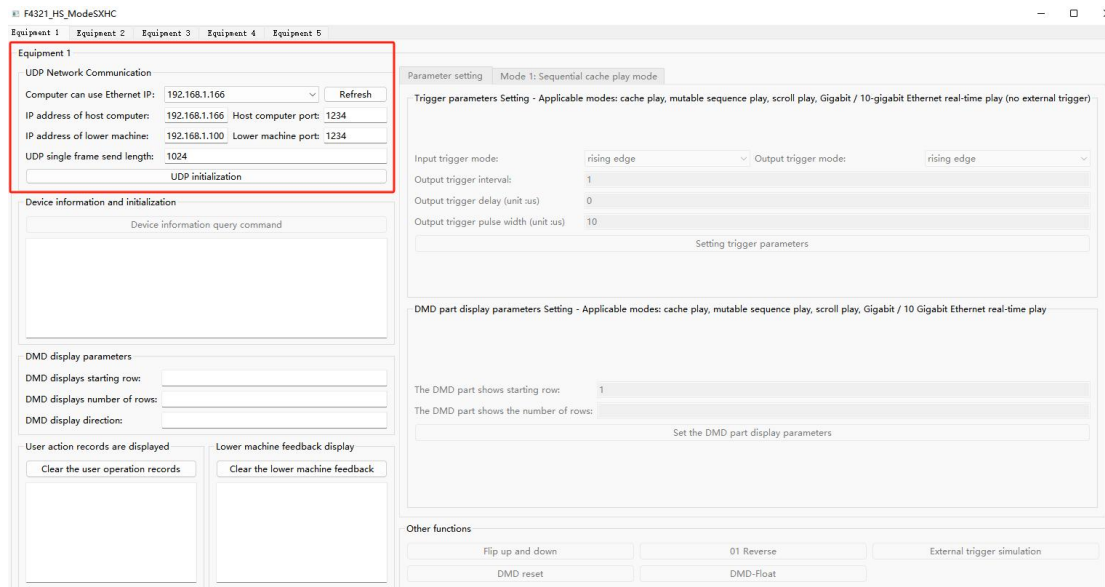 F4321_HS_ModeSXHC
Equipment 1 Equipment 2 Equipment 3 Equipment 4 Equipment 5
Equipment 1
UDP Network Communication
Computer can use Ethernet IP: 192.168.1.166 Refresh
IP address of host computer: 192.168.1.166 Host computer port: 1234
IP address of lower machine: 192.168.1.100 Lower machine port: 1234
UDP single frame send length: 1024
UDP initialization
Device information and initialization
Device information query command
DMD display parameters
DMD displays starting row:
DMD displays number of rows:
DMD display direction:
User action records are displayed
Clear the user operation records
Lower machine feedback display
Clear the lower machine feedback
Parameter setting Mode 1: Sequential cache play mode
Trigger parameters Setting - Applicable modes: cache play, mutable sequence play, scroll play, Gigabit / 10-gigabit Ethernet real-time play (no external trigger)
Input trigger mode: rising edge Output trigger mode: rising edge
Output trigger interval: 1
Output trigger delay (unit :us) 0
Output trigger pulse width (unit :us) 10
Setting trigger parameters
DMD part display parameters Setting - Applicable modes: cache play, mutable sequence play, scroll play, Gigabit / 10 Gigabit Ethernet real-time play
The DMD part shows starting row: 1
The DMD part shows the number of rows:
Set the DMD part display parameters
Other functions
Flip up and down 01 Reverse External trigger simulation
DMD reset DMD-Float